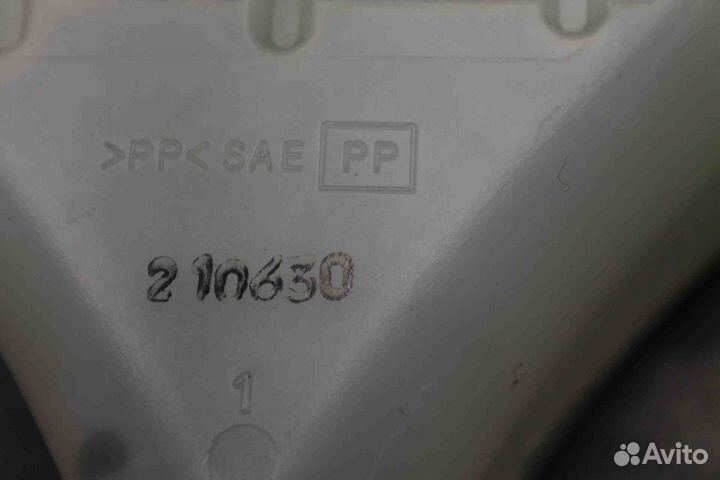 >PP< SAE PP
210630
1
Avito